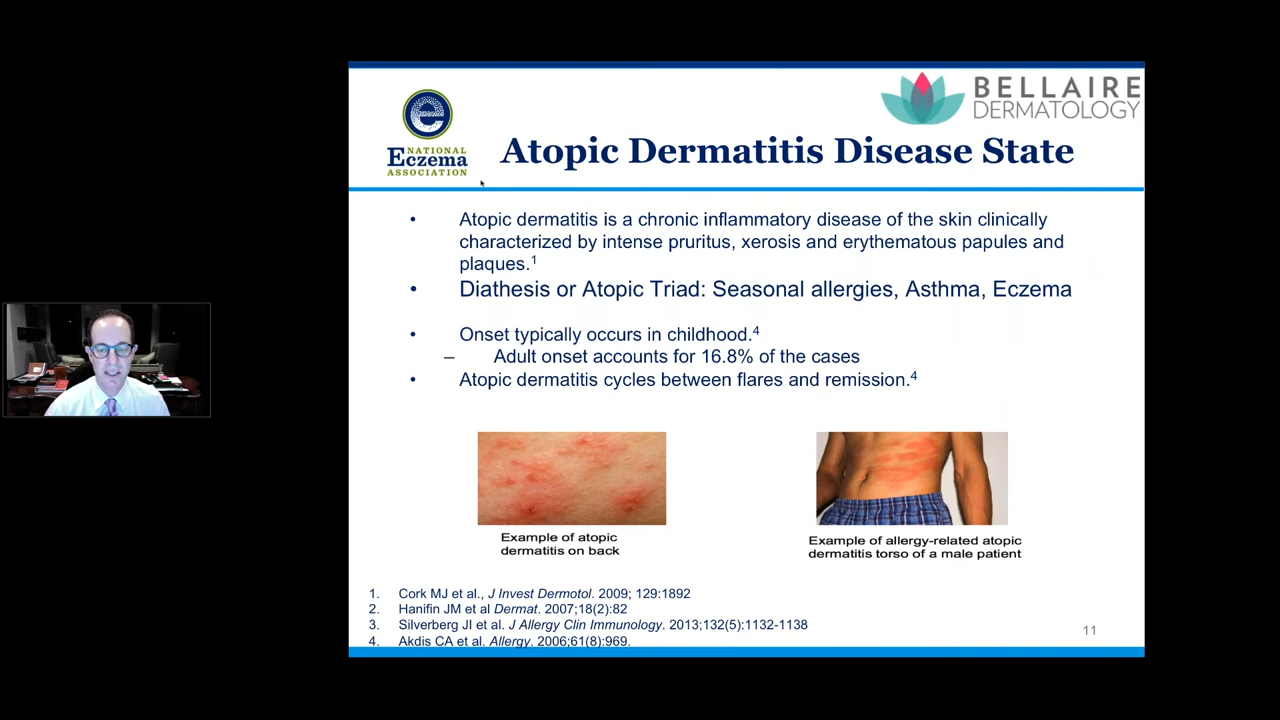 BELLAIRE
DERMATOLOGY
e
NATIONAL
Eczema
ASSOCIATION
Atopic Dermatitis Disease State
• Atopic dermatitis is a chronic inflammatory disease of the skin clinically
characterized by intense pruritus, xerosis and erythematous papules and
plaques.1
• Diathesis or Atopic Triad: Seasonal allergies, Asthma, Eczema
• Onset typically occurs in childhood.4
– Adult onset accounts for 16.8% of the cases
• Atopic dermatitis cycles between flares and remission.4
Example of atopic
dermatitis on back
Example of allergy-related atopic
dermatitis torso of a male patient
1. Cork MJ et al., J Invest Dermotol. 2009; 129:1892
2. Hanifin JM et al Dermat. 2007;18(2):82
3. Silverberg JI et al. J Allergy Clin Immunology. 2013;132(5):1132-1138
4. Akdis CA et al. Allergy. 2006;61(8):969.
11